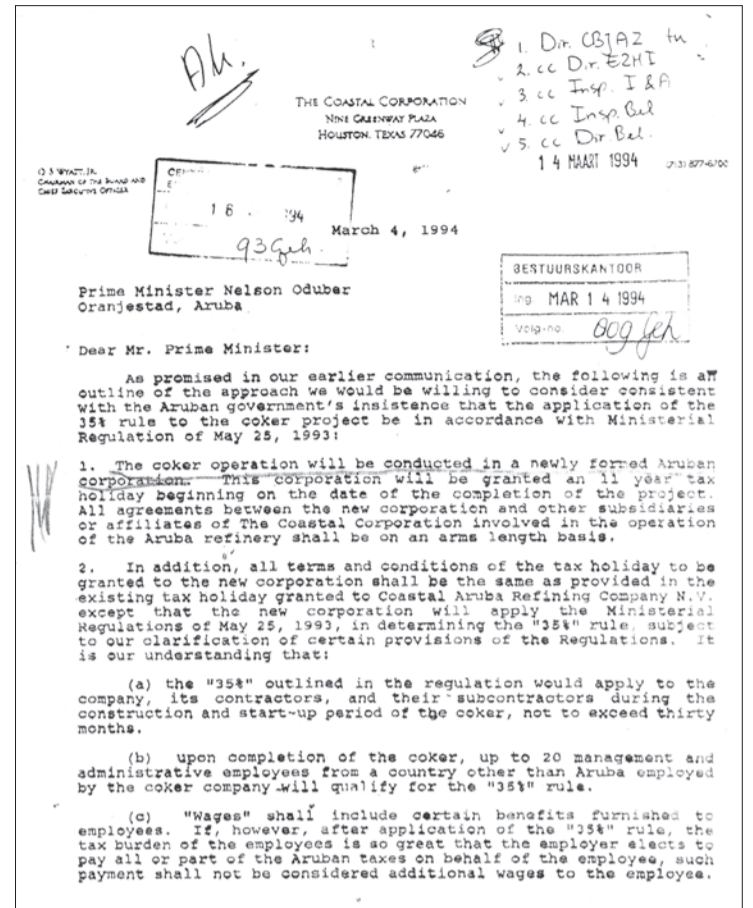 Ah.
1. Dir. CBJAZ
2. cc Dir. EZHI
3. cc Insp. I & A
4. cc Insp. Bel
5. cc Dir. Bel.
14 MAART 1994
THE COASTAL CORPORATION
NINE GREENWAY PLAZA
HOUSTON, TEXAS 77046
(713) 877-6700
O. S. WYATT, JR.
CHAIRMAN OF THE BOARD AND
CHIEF EXECUTIVE OFFICER
March 4, 1994
BESTUURSKANTOOR
Ing. MAR 14 1994
Volg-no.
Prime Minister Nelson Oduber
Oranjestad, Aruba
Dear Mr. Prime Minister:
As promised in our earlier communication, the following is an
outline of the approach we would be willing to consider consistent
with the Aruban government's insistence that the application of the
35% rule to the coker project be in accordance with Ministerial
Regulation of May 25, 1993:
1. The coker operation will be conducted in a newly formed Aruban
corporation. This corporation will be granted an 11 year tax
holiday beginning on the date of the completion of the project.
All agreements between the new corporation and other subsidiaries
or affiliates of The Coastal Corporation involved in the operation
of the Aruba refinery shall be on an arms length basis.
2. In addition, all terms and conditions of the tax holiday to be
granted to the new corporation shall be the same as provided in the
existing tax holiday granted to Coastal Aruba Refining Company N.V.
except that the new corporation will apply the Ministerial
Regulations of May 25, 1993, in determining the "35%" rule, subject
to our clarification of certain provisions of the Regulations. It
is our understanding that:
(a) the "35%" outlined in the regulation would apply to the
company, its contractors, and their subcontractors during the
construction and start-up period of the coker, not to exceed thirty
months.
(b) upon completion of the coker, up to 20 management and
administrative employees from a country other than Aruba employed
by the coker company will qualify for the "35%" rule.
(c) "Wages" shall include certain benefits furnished to
employees. If, however, after application of the "35%" rule, the
tax burden of the employees is so great that the employer elects to
pay all or part of the Aruban taxes on behalf of the employee, such
payment shall not be considered additional wages to the employee.